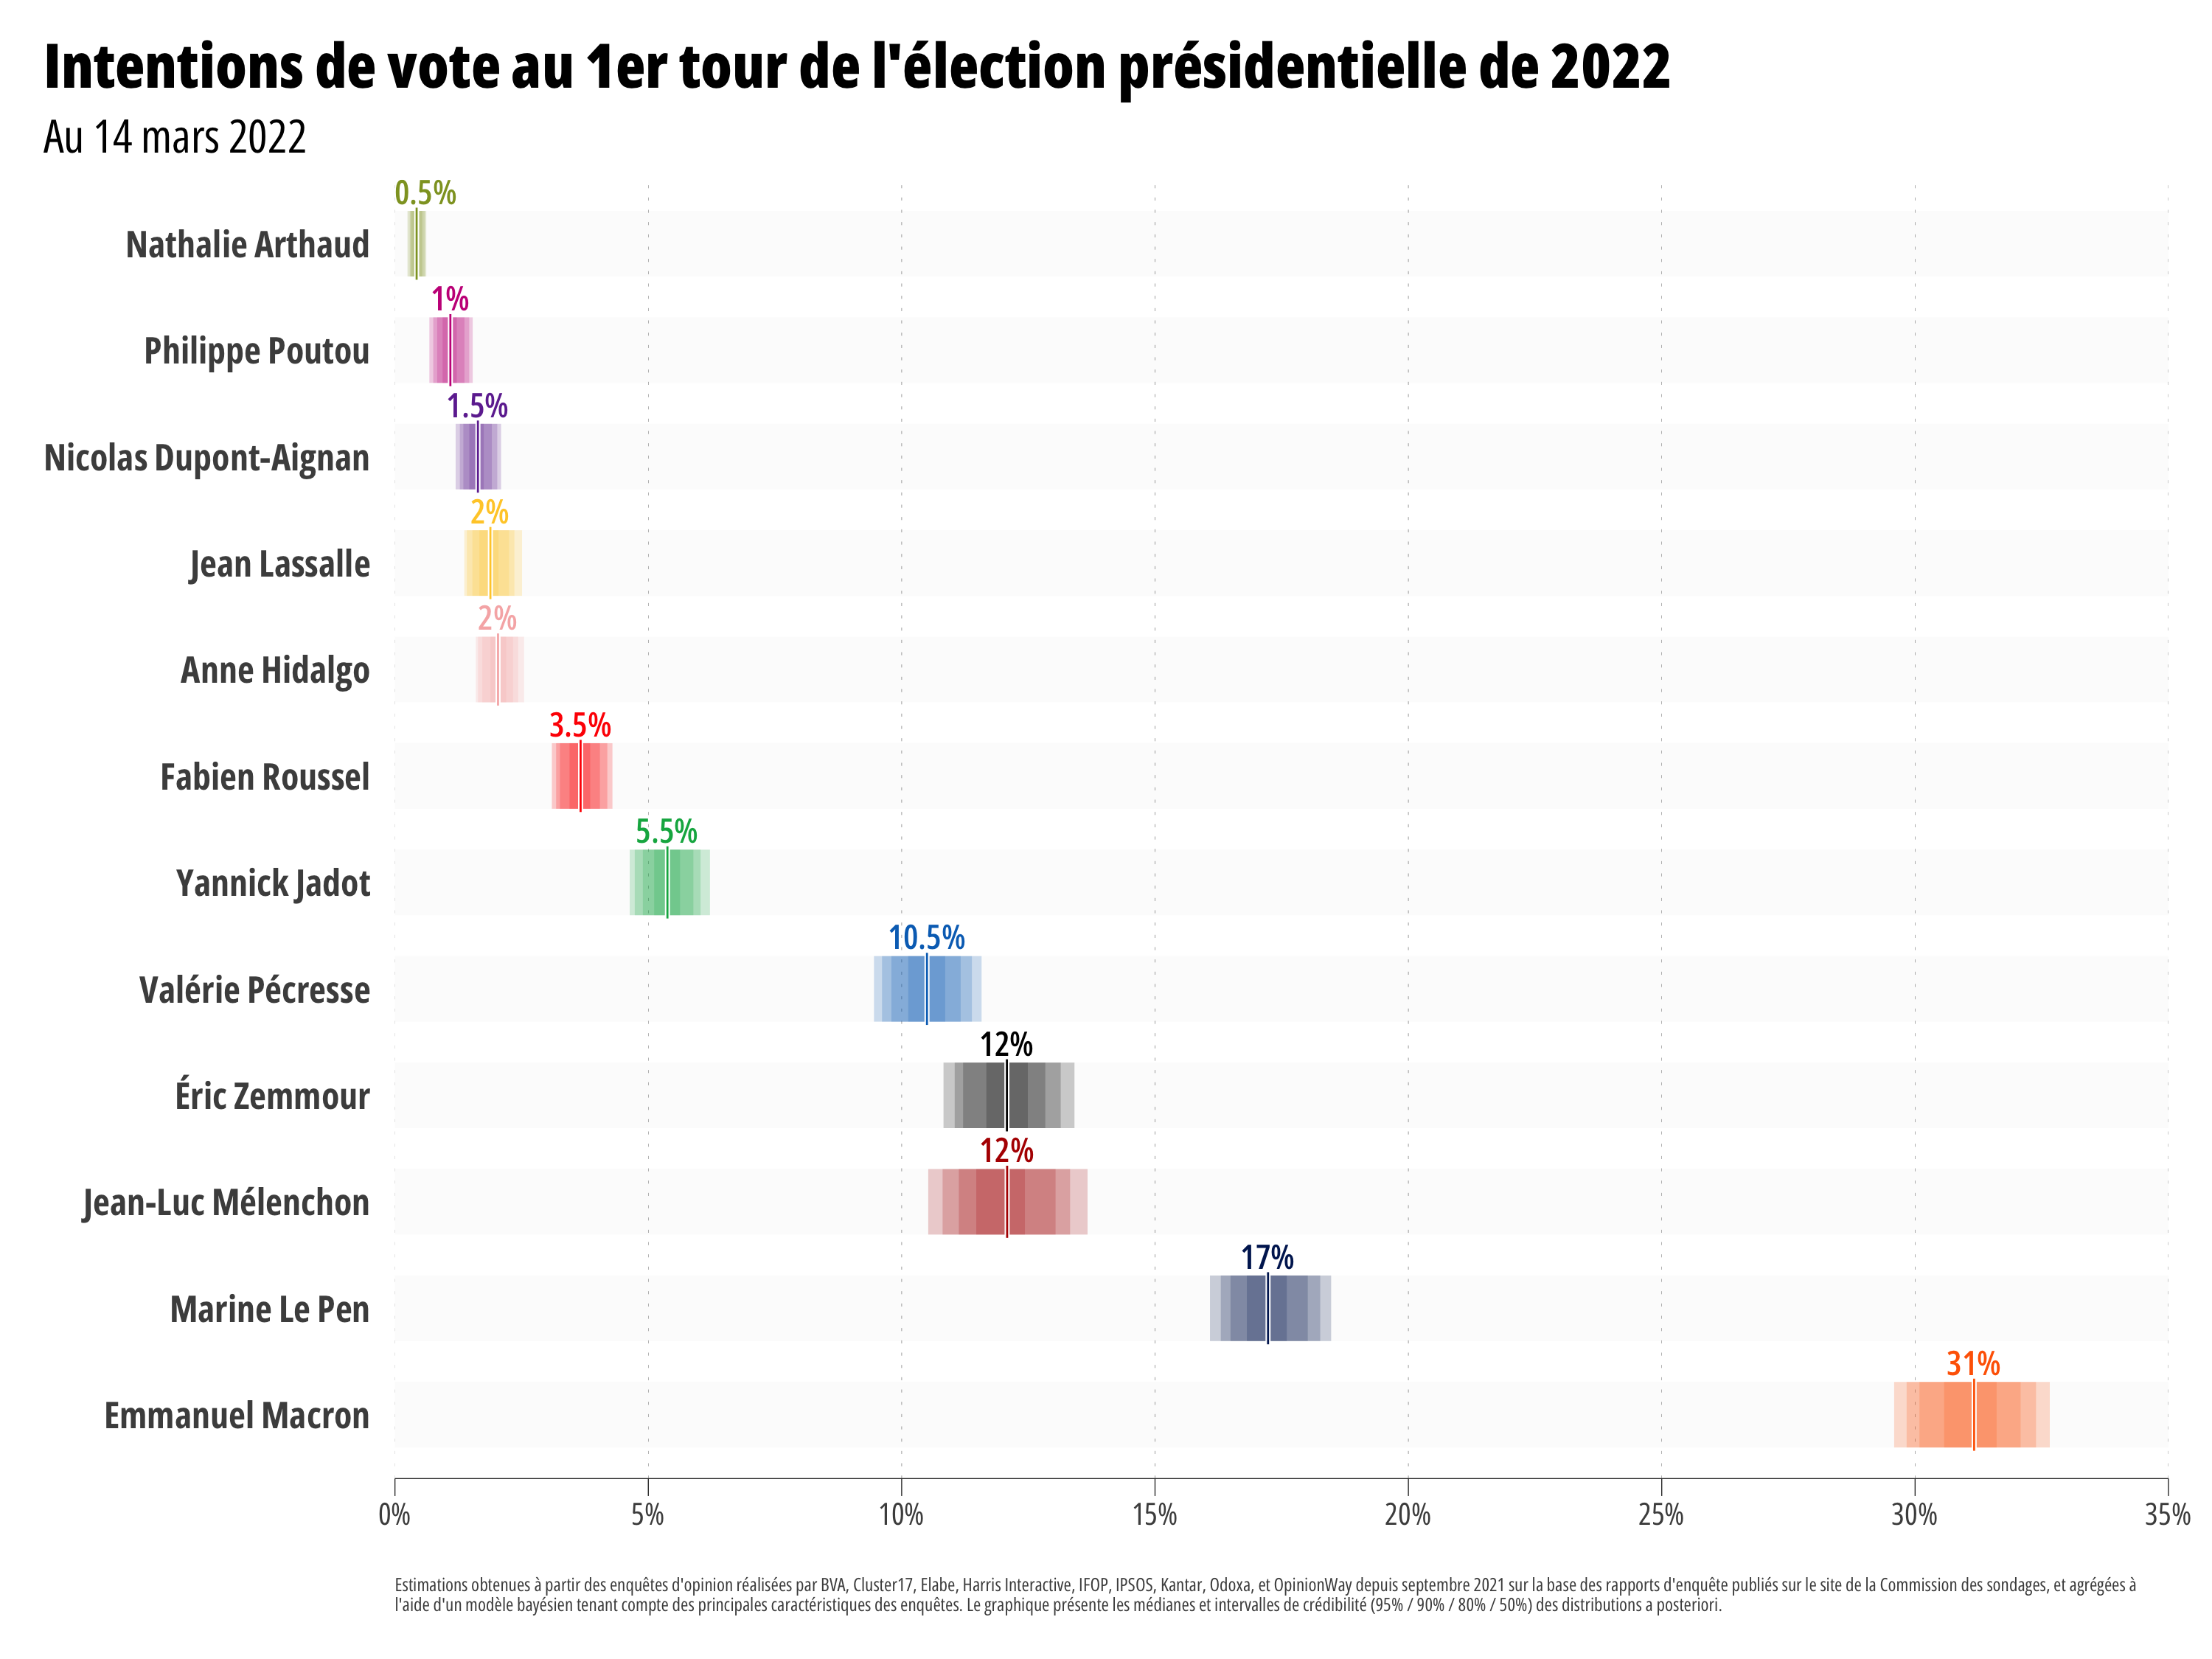 Intentions de vote au 1er tour de l'élection présidentielle de 2022
Au 14 mars 2022
0.5%
Nathalie Arthaud
1%
Philippe Poutou
1.5%
Nicolas Dupont-Aignan
2%
Jean Lassalle
2%
Anne Hidalgo
3.5%
Fabien Roussel
5.5%
Yannick Jadot
10.5%
Valérie Pécresse
12%
Éric Zemmour
12%
Jean-Luc Mélenchon
17%
Marine Le Pen
31%
Emmanuel Macron
0% 5% 10% 15% 20% 25% 30% 35%
Estimations obtenues à partir des enquêtes d'opinion réalisées par BVA, Cluster17, Elabe, Harris Interactive, IFOP, IPSOS, Kantar, Odoxa, et OpinionWay depuis septembre 2021 sur la base des rapports d'enquête publiés sur le site de la Commission des sondages, et agrégées à
l'aide d'un modèle bayésien tenant compte des principales caractéristiques des enquêtes. Le graphique présente les médianes et intervalles de crédibilité (95% / 90% / 80% / 50%) des distributions a posteriori.